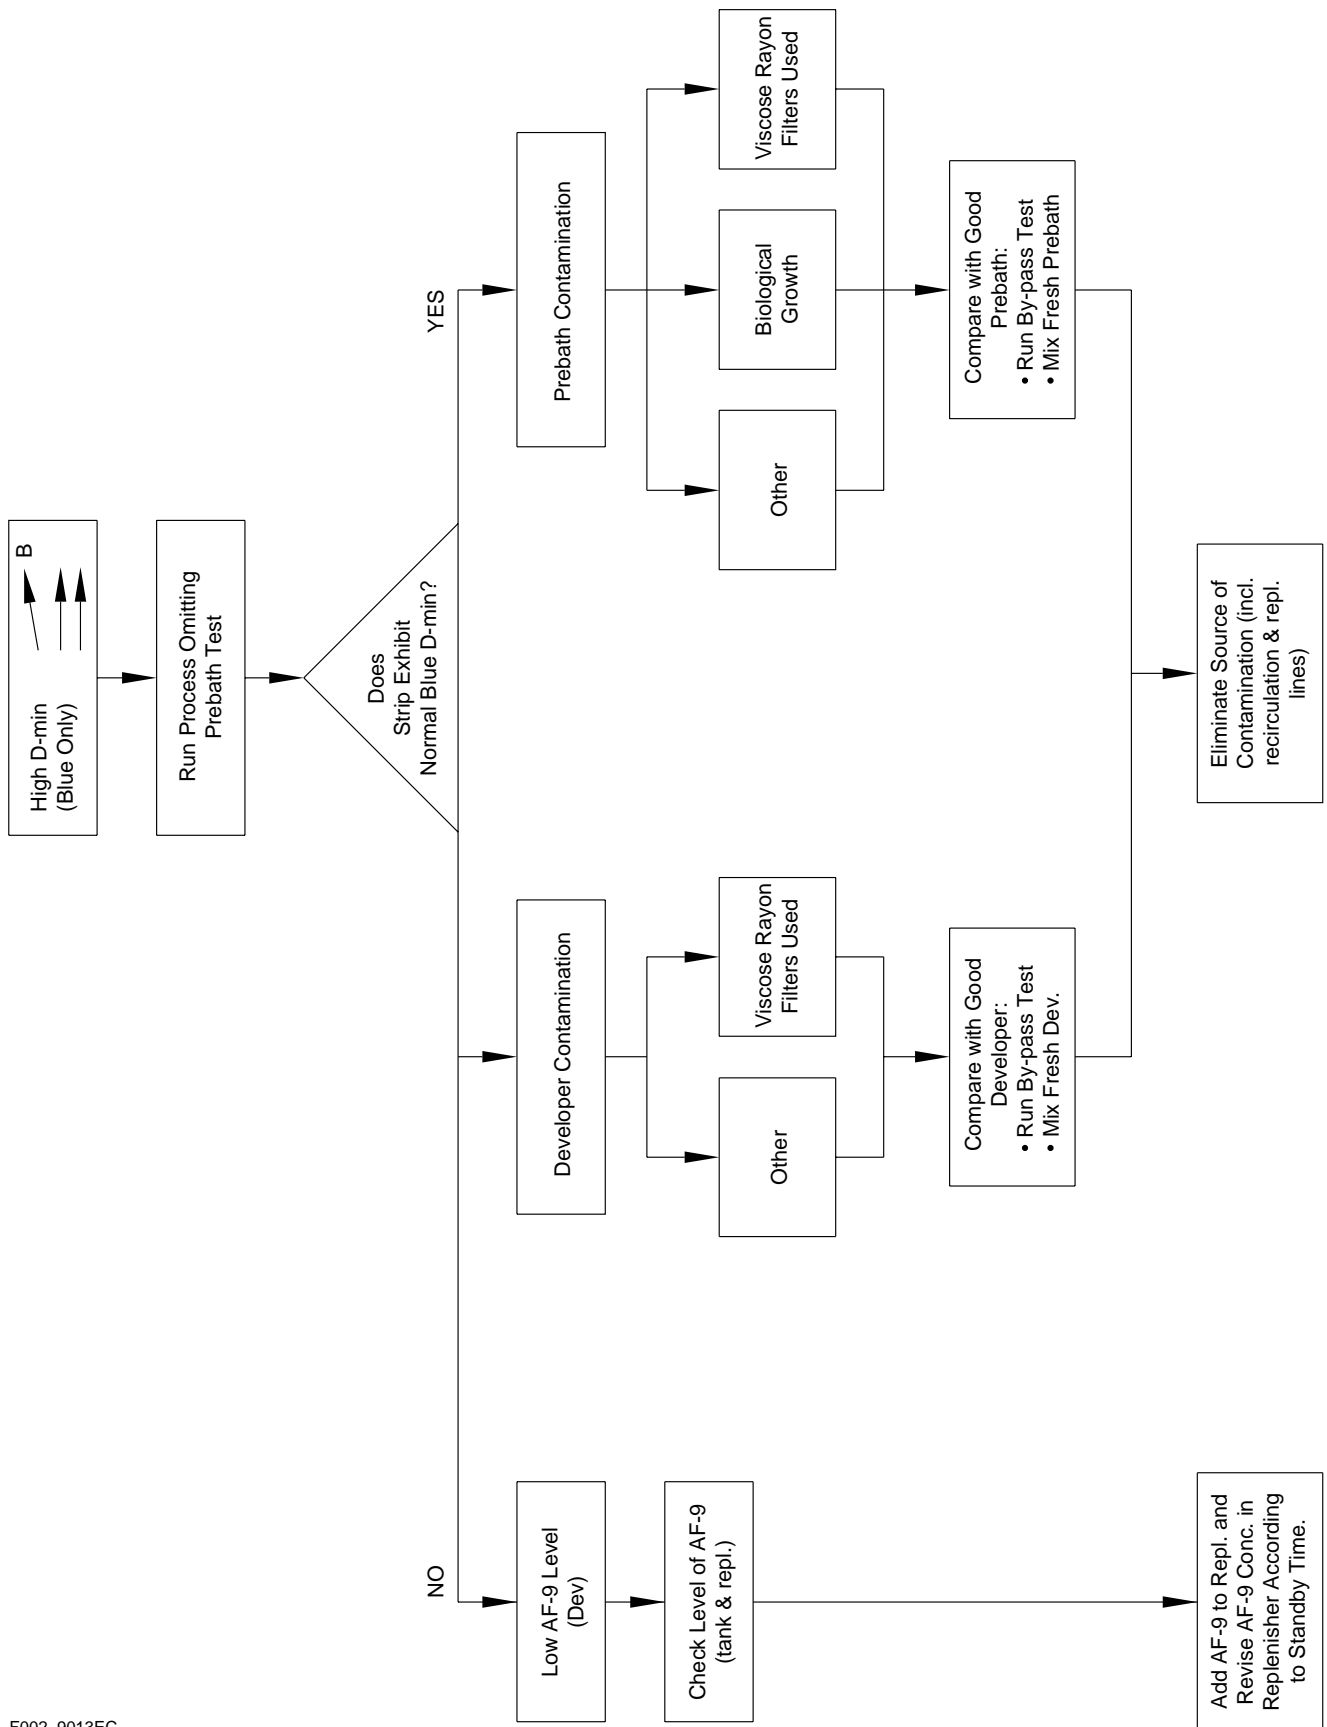 High D-min
(Blue Only)
B
Run Process Omitting
Prebath Test
Does
Strip Exhibit
Normal Blue D-min?
NO
YES
Low AF-9 Level
(Dev)
Developer Contamination
Prebath Contamination
Check Level of AF-9
(tank & repl.)
Other
Viscose Rayon
Filters Used
Other
Biological
Growth
Viscose Rayon
Filters Used
Compare with Good
Developer:
• Run By-pass Test
• Mix Fresh Dev.
Compare with Good
Prebath:
• Run By-pass Test
• Mix Fresh Prebath
Add AF-9 to Repl. and
Revise AF-9 Conc. in
Replenisher According
to Standby Time.
Eliminate Source of
Contamination (incl.
recirculation & repl.
lines)